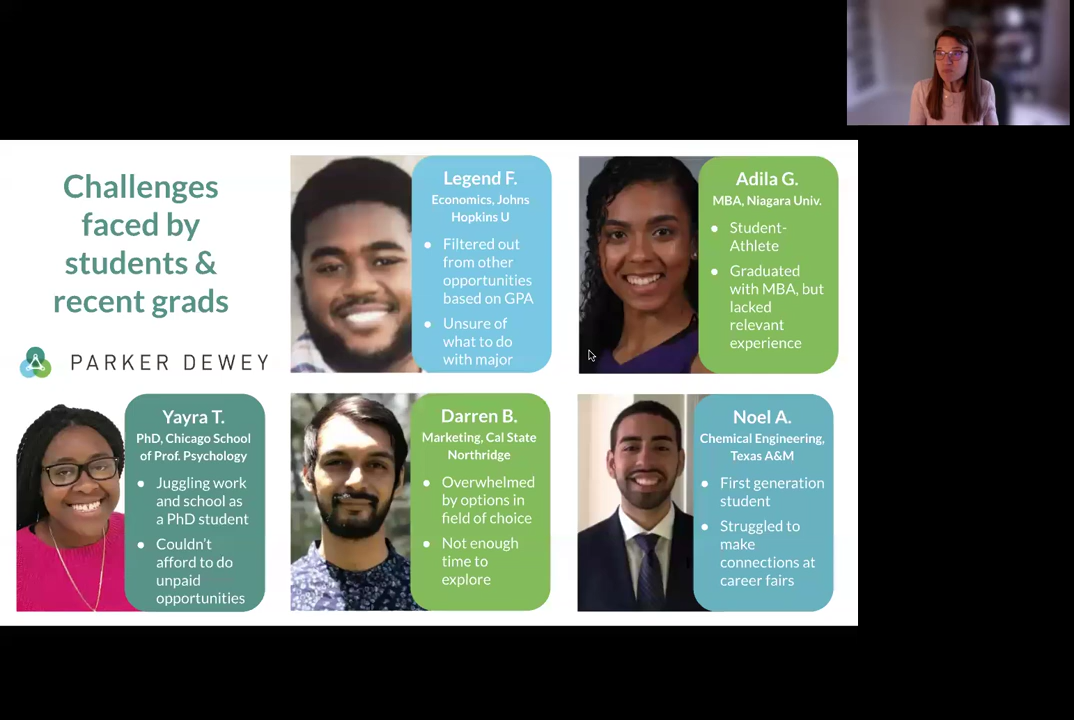 Challenges
faced by
students &
recent grads
PARKER DEWEY
Legend F.
Economics, Johns
Hopkins U
● Filtered out
from other
opportunities
based on GPA
● Unsure of
what to do
with major
Adila G.
MBA, Niagara Univ.
● Student-
Athlete
● Graduated
with MBA, but
lacked
relevant
experience
Yayra T.
PhD, Chicago School
of Prof. Psychology
● Juggling work
and school as
a PhD student
● Couldn't
afford to do
unpaid
opportunities
Darren B.
Marketing, Cal State
Northridge
● Overwhelmed
by options in
field of choice
● Not enough
time to
explore
Noel A.
Chemical Engineering,
Texas A&M
● First generation
student
● Struggled to
make
connections at
career fairs